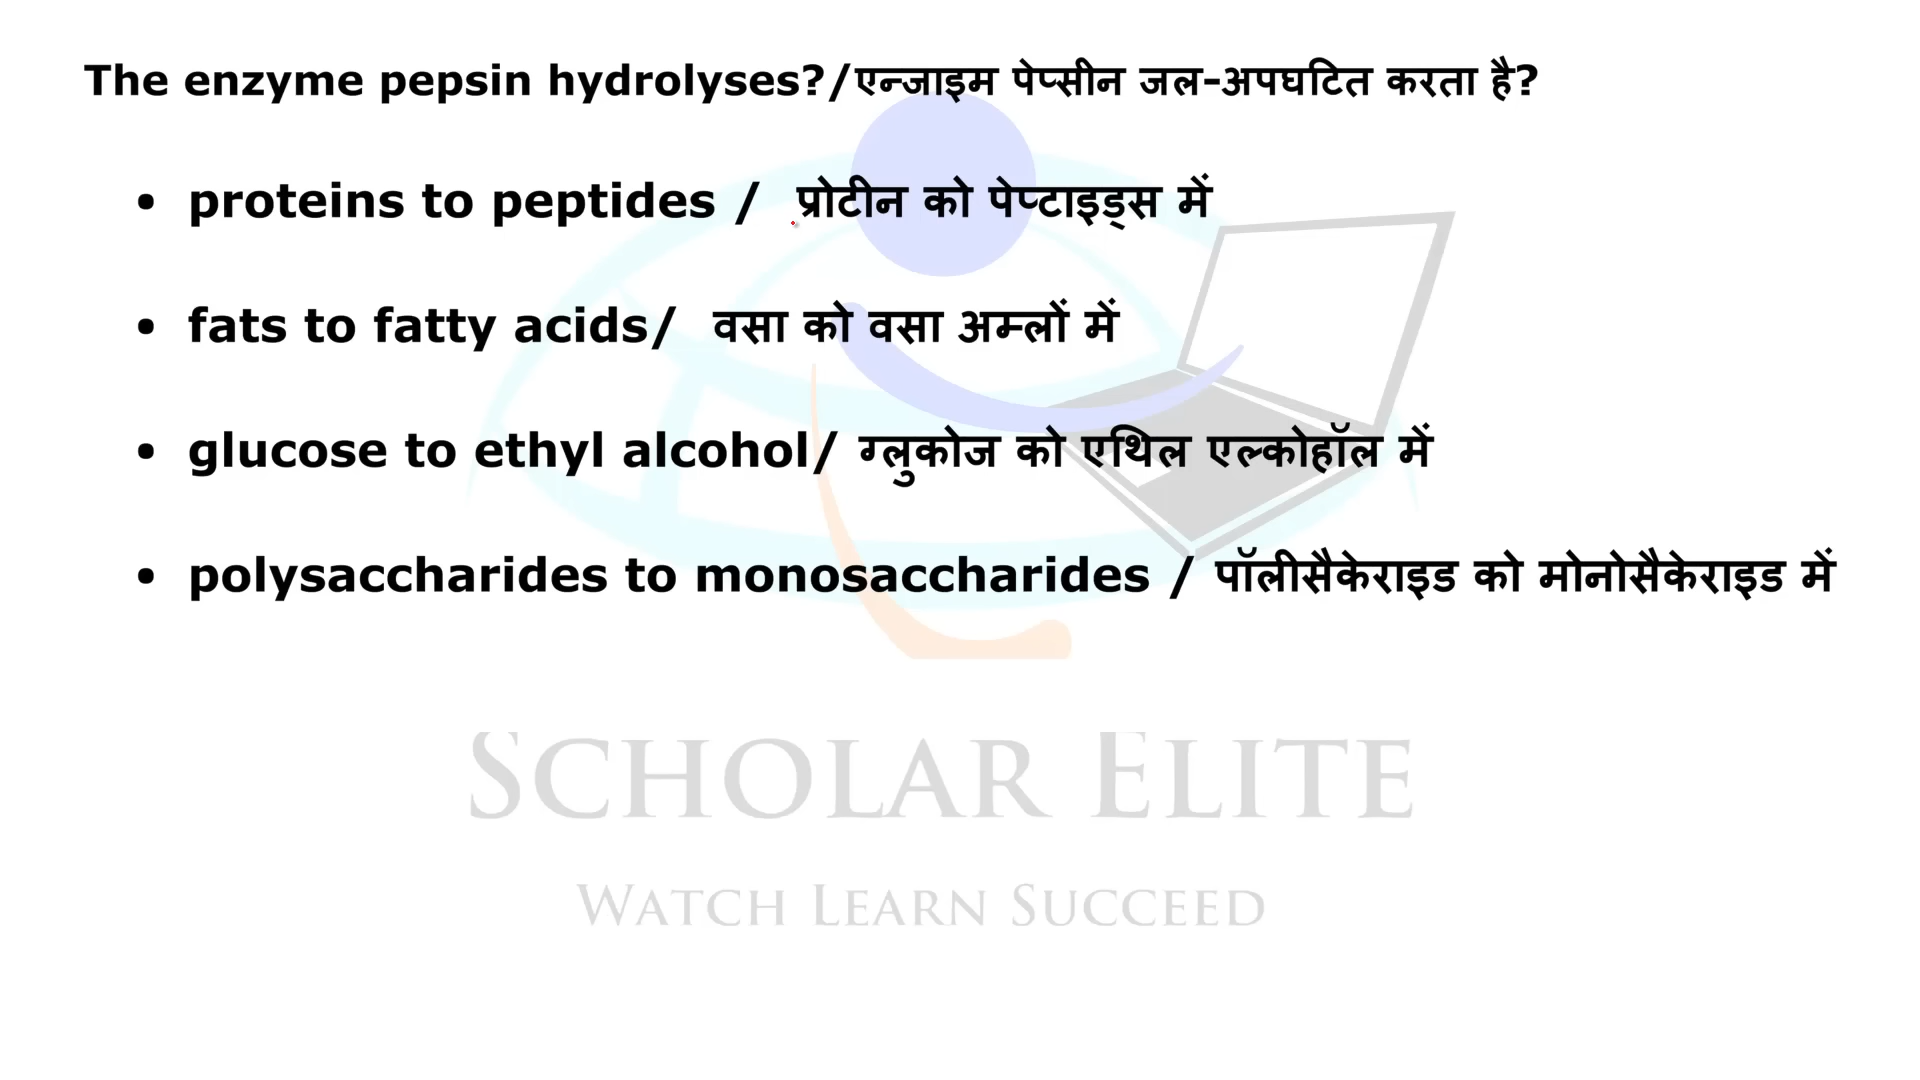 The enzyme pepsin hydrolyses?/एन्जाइम पेप्सीन जल-अपघटित करता है?
• proteins to peptides / प्रोटीन को पेप्टाइड्स में
• fats to fatty acids/ वसा को वसा अम्लों में
• glucose to ethyl alcohol/ ग्लुकोज को एथिल एल्कोहॉल में
• polysaccharides to monosaccharides / पॉलीसैकेराइड को मोनोसैकेराइड में
SCHOLAR ELITE
WATCH LEARN SUCCEED